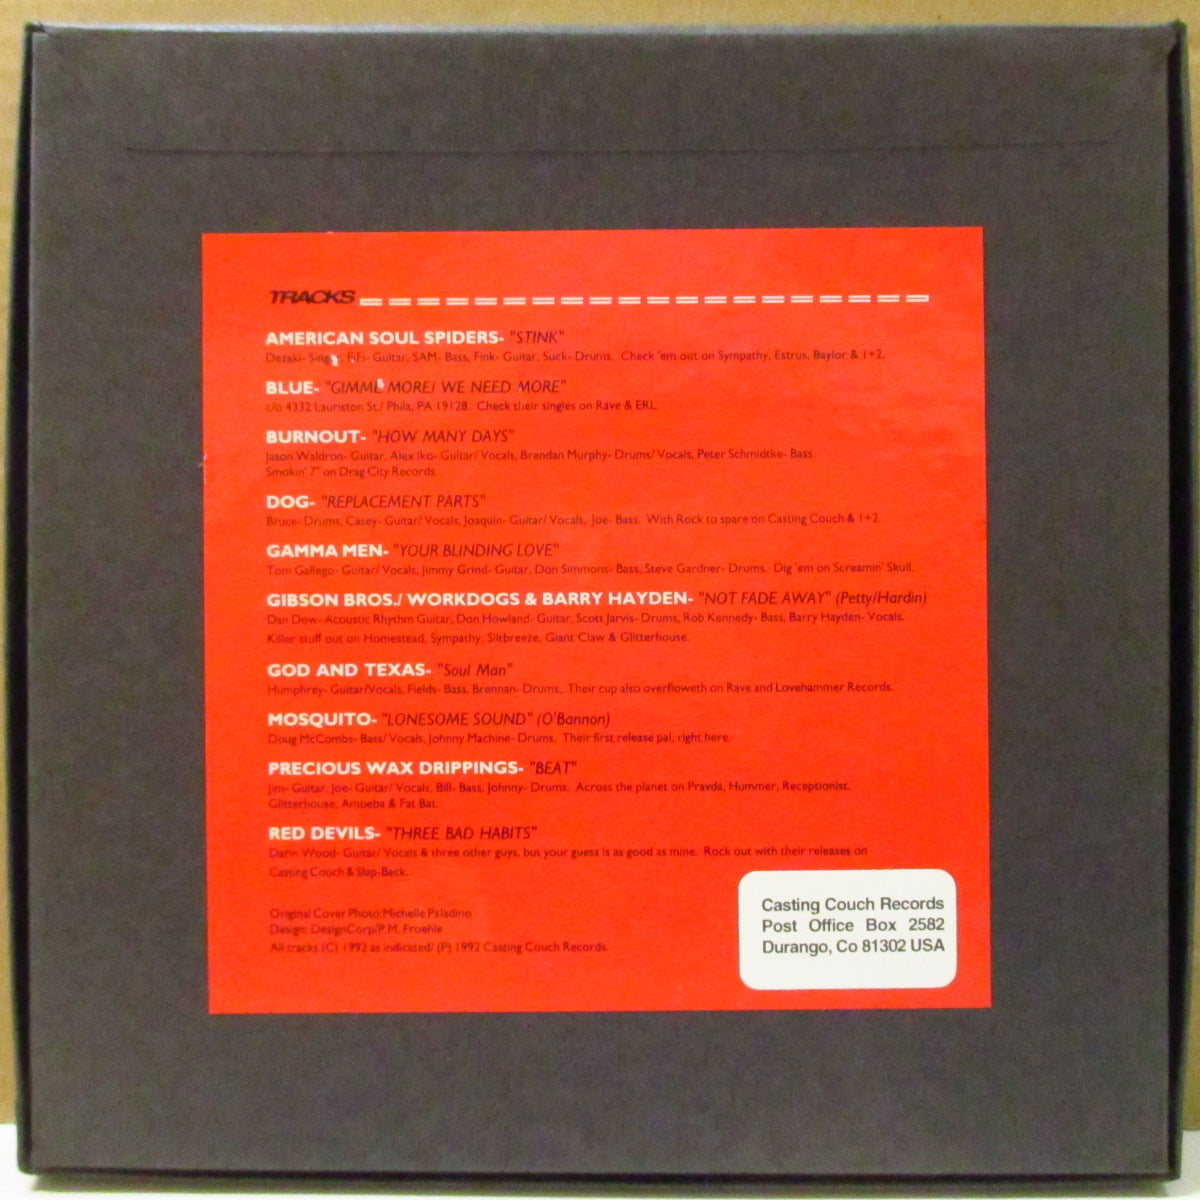 TRACKS
AMERICAN SOUL SPIDERS- "STINK"
Dezaki- Singer, FiFi- Guitar, SAM- Bass, Fink- Guitar, Suck- Drums. Check 'em out on Sympathy, Estrus, Baylor & 1+2.
BLUE- "GIMME MORE/ WE NEED MORE"
c/o 4332 Lauriston St./ Phila, PA 19128. Check their singles on Rave & ERL.
BURNOUT- "HOW MANY DAYS"
Jason Waldron- Guitar, Alex Iko- Guitar/ Vocals, Brendan Murphy- Drums/ Vocals, Peter Schmidtke- Bass
Smokin' 7" on Drag City Records.
DOG- "REPLACEMENT PARTS"
Bruce- Drums, Casey- Guitar/ Vocals, Joaquin- Guitar/ Vocals, Joe- Bass. With Rock to spare on Casting Couch & 1+2
GAMMA MEN- "YOUR BLINDING LOVE"
Tom Gallego- Guitar/ Vocals, Jimmy Grind- Guitar, Don Simmons- Bass, Steve Gardner- Drums. Dig 'em on Screamin' Skull.
GIBSON BROS./ WORKDOGS & BARRY HAYDEN- "NOT FADE AWAY" (Petty/Hardin)
Dan Dow- Acoustic Rhythm Guitar, Don Howland- Guitar, Scott Jarvis- Drums, Rob Kennedy- Bass, Barry Hayden- Vocals.
Killer stuff out on Homestead, Sympathy, Siltbreeze, Giant Claw & Glitterhouse.
GOD AND TEXAS- "Soul Man"
Humphrey- Guitar/Vocals, Fields- Bass, Brennan- Drums, Their cup also overfloweth on Rave and Lovehammer Records.
MOSQUITO- "LONESOME SOUND" (O'Bannon)
Doug McCombs- Bass/ Vocals, Johnny Machine- Drums. Their first release pal, right here.
PRECIOUS WAX DRIPPINGS- "BEAT"
Jim- Guitar, Joe- Guitar/ Vocals, Bill- Bass, Johnny- Drums. Across the planet on Pravda, Hummer, Receptionist,
Glitterhouse, Amoeba & Fat Bat.
RED DEVILS- "THREE BAD HABITS"
Darin Wood- Guitar/ Vocals & three other guys, but your guess is as good as mine. Rock out with their releases on
Casting Couch & Slap-Back.
Original Cover Photo: Michelle Paladino
Design: DesignCorp/P.M. Froehle
All tracks (C) 1992 as indicated/ (P) 1992 Casting Couch Records.
Casting Couch Records
Post Office Box 2582
Durango, Co 81302 USA